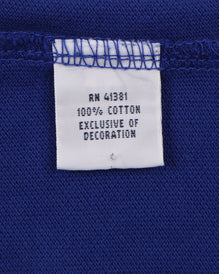 RN 41381
100% COTTON
EXCLUSIVE OF
DECORATION